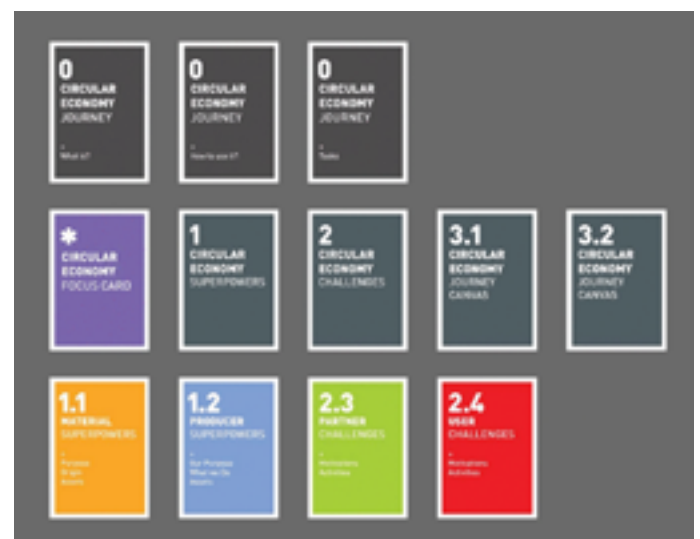 0
CIRCULAR
ECONOMY
JOURNEY
What is?
0
CIRCULAR
ECONOMY
JOURNEY
How to use it?
0
CIRCULAR
ECONOMY
JOURNEY
Tasks
*
CIRCULAR
ECONOMY
FOCUS CARD
1
CIRCULAR
ECONOMY
SUPERPOWERS
2
CIRCULAR
ECONOMY
CHALLENGES
3.1
CIRCULAR
ECONOMY
JOURNEY
CANVAS
3.2
CIRCULAR
ECONOMY
JOURNEY
CANVAS
1.1
MATERIAL
SUPERPOWERS
Purpose
Origin
Assets
1.2
PRODUCER
SUPERPOWERS
Our Purpose
What we Do
Assets
2.3
PARTNER
CHALLENGES
Motivations
Activities
2.4
USER
CHALLENGES
Motivations
Activities